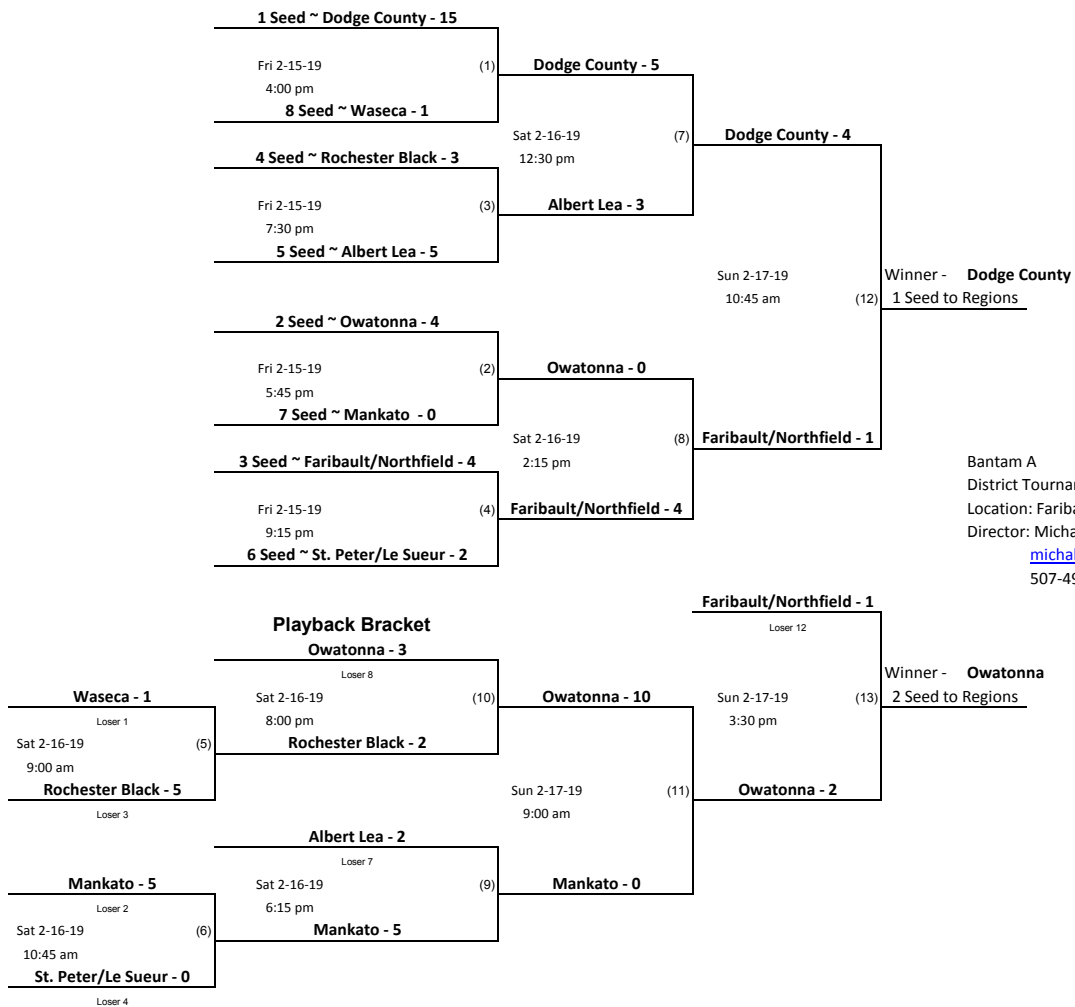 1 Seed ~ Dodge County - 15
Fri 2-15-19 (1) Dodge County - 5
4:00 pm
8 Seed ~ Waseca - 1
Sat 2-16-19 (7) Dodge County - 4
4 Seed ~ Rochester Black - 3 12:30 pm
Fri 2-15-19 (3) Albert Lea - 3
7:30 pm
5 Seed ~ Albert Lea - 5
Sun 2-17-19 Winner - Dodge County
10:45 am (12) 1 Seed to Regions
2 Seed ~ Owatonna - 4
Fri 2-15-19 (2) Owatonna - 0
5:45 pm
7 Seed ~ Mankato - 0
Sat 2-16-19 (8) Faribault/Northfield - 1
3 Seed ~ Faribault/Northfield - 4 2:15 pm
Bantam A
District
Fri 2-15-19 (4) Faribault/Northfield - 4
Location:
9:15 pm
Director:
6 Seed ~ St. Peter/Le Sueur - 2
Faribault/Northfield - 1
Playback Bracket
Loser 12
Owatonna - 3
Loser 8
Winner - Owatonna
Waseca - 1 Sat 2-16-19 (10) Owatonna - 10 Sun 2-17-19 (13) 2 Seed to Regions
Loser 1 8:00 pm 3:30 pm
Sat 2-16-19 (5) Rochester Black - 2
9:00 am
Rochester Black - 5 Sun 2-17-19 (11) Owatonna - 2
Loser 3 9:00 am
Albert Lea - 2
Loser 7
Mankato - 5 Sat 2-16-19 (9) Mankato - 0
Loser 2 6:15 pm
Sat 2-16-19 (6) Mankato - 5
10:45 am
St. Peter/Le Sueur - 0
Loser 4